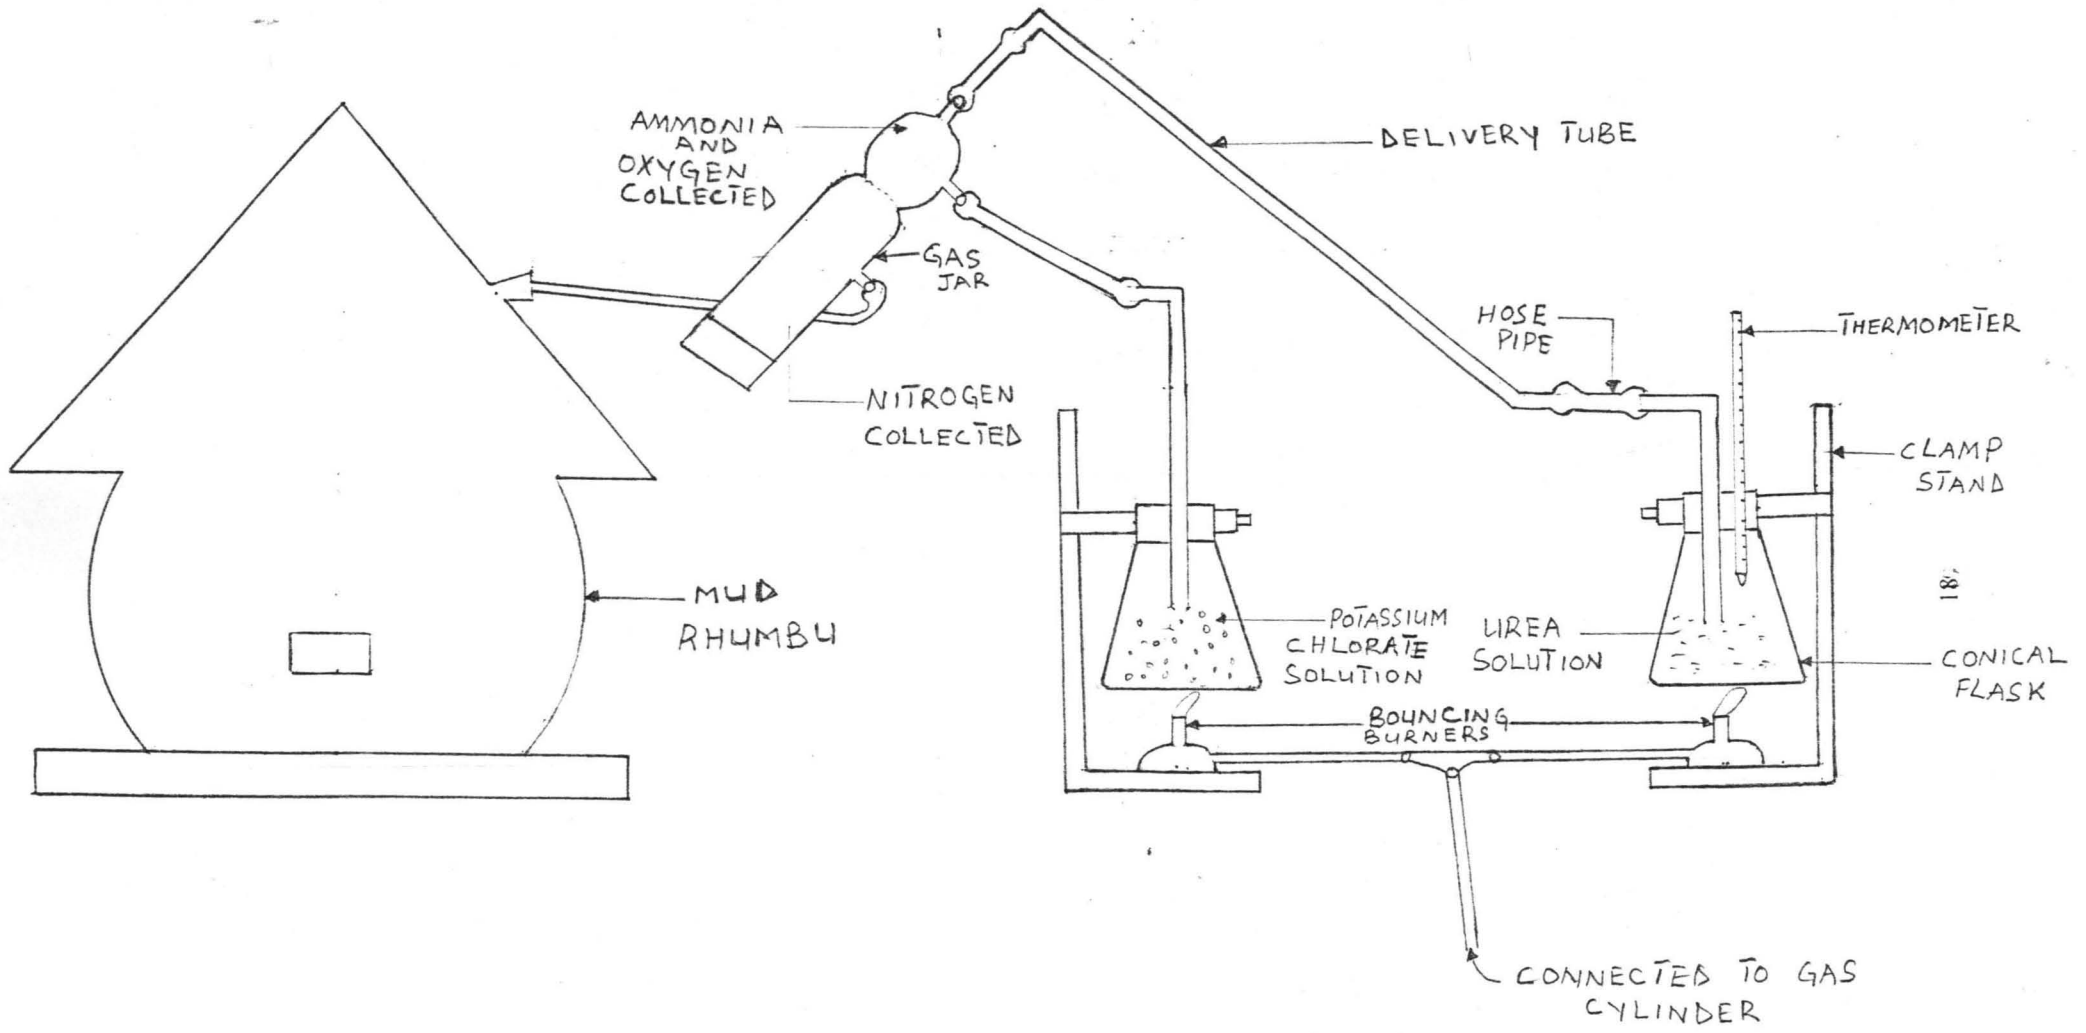 AMMONIA
AND
OXYGEN
COLLECTED
DELIVERY TUBE
GAS
JAR
HOSE
PIPE
THERMOMETER
NITROGEN
COLLECTED
CLAMP
STAND
MUD
RHUMBU
POTASSIUM
CHLORATE
SOLUTION
UREA
SOLUTION
CONICAL
FLASK
18
BOUNCING
BURNERS
CONNECTED TO GAS
CYLINDER